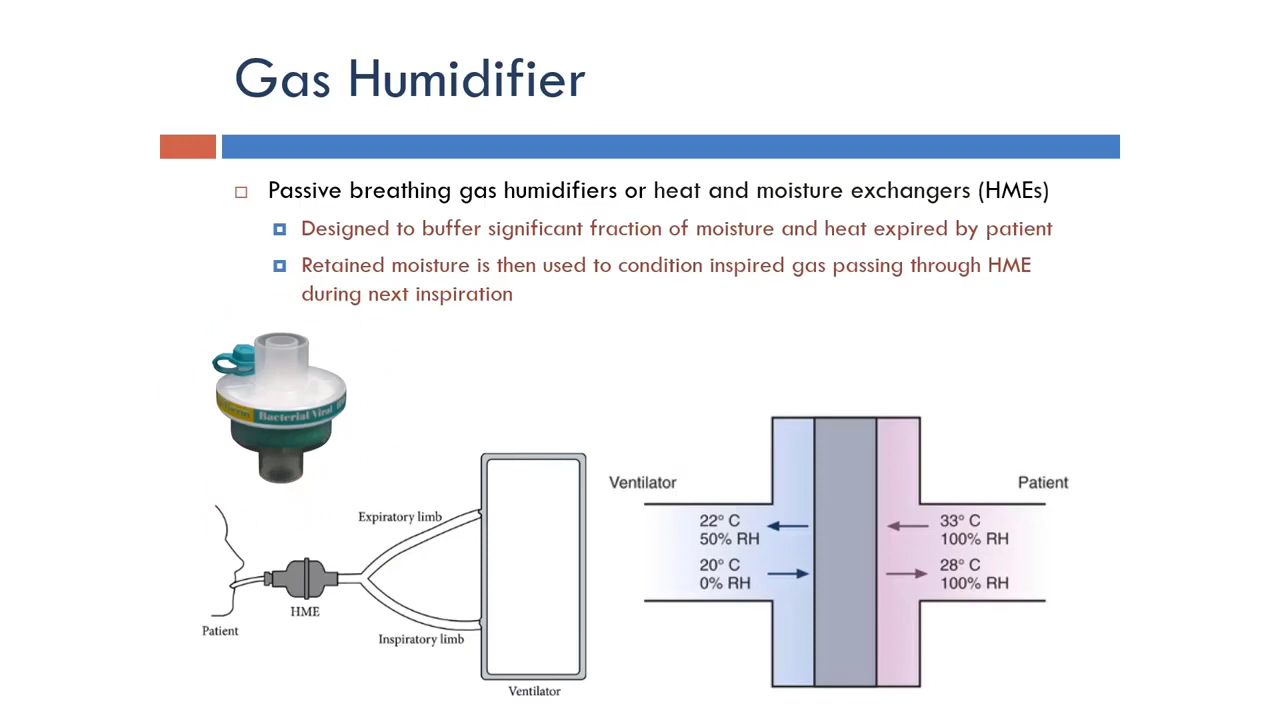 Gas Humidifier
Passive breathing gas humidifiers or heat and moisture exchangers (HMEs)
Designed to buffer significant fraction of moisture and heat expired by patient
Retained moisture is then used to condition inspired gas passing through HME
during next inspiration
Bacterial Viral
Expiratory limb
HME
Patient
Inspiratory limb
Ventilator
Ventilator
Patient
22° C
50% RH
33° C
100% RH
20° C
0% RH
28° C
100% RH